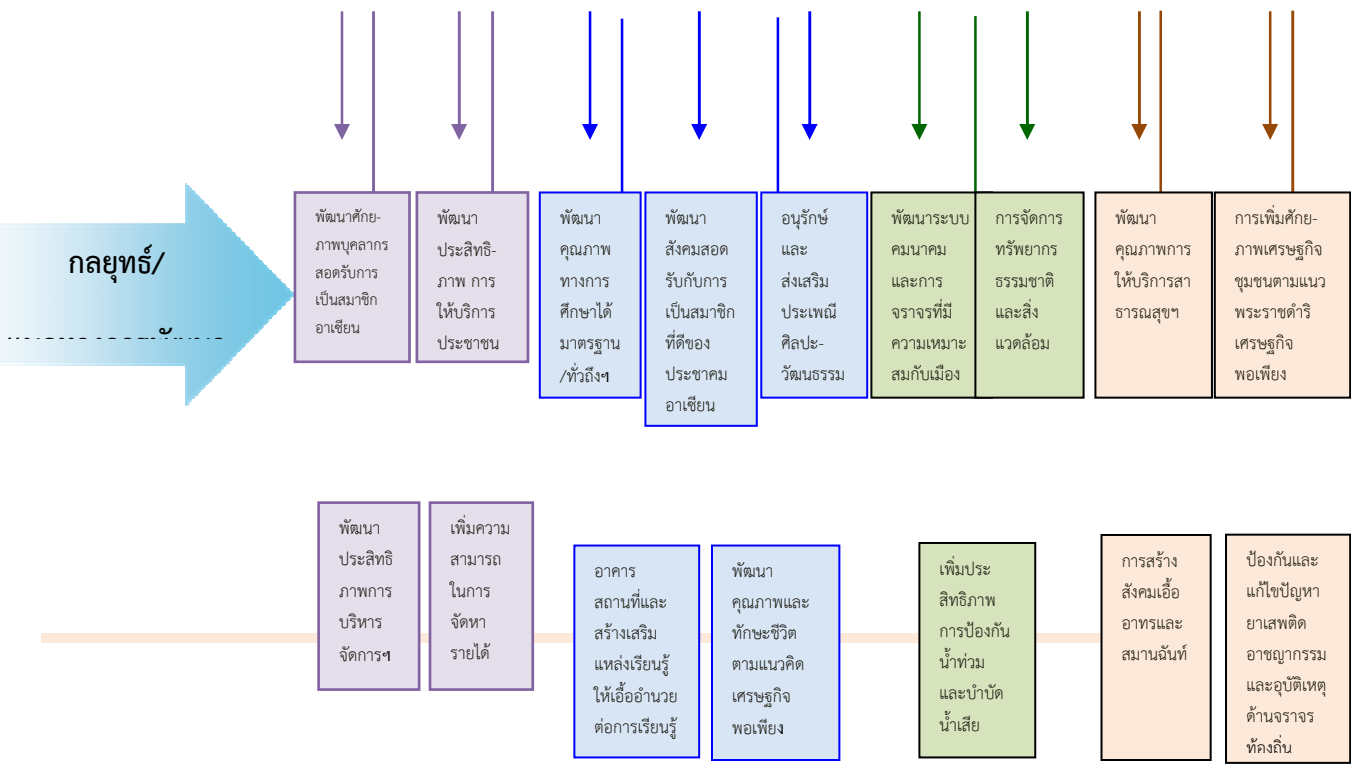 กลยุทธ์/
พัฒนาศักย-
ภาพบุคลากร
สอดรับการ
เป็นสมาชิก
อาเซียน
พัฒนา
ประสิทธิ-
ภาพ การ
ให้บริการ
ประชาชน
พัฒนา
คุณภาพ
ทางการ
ศึกษาได้
มาตรฐาน
/ทั่วถึงฯ
พัฒนา
สังคมสอด
รับกับการ
เป็นสมาชิก
ที่ดีของ
ประชาคม
อาเซียน
อนุรักษ์
และ
ส่งเสริม
ประเพณี
ศิลปะ-
วัฒนธรรม
พัฒนาระบบ
คมนาคม
และการ
จราจรที่มี
ความเหมาะ
สมกับเมือง
การจัดการ
ทรัพยากร
ธรรมชาติ
และสิ่ง
แวดล้อม
พัฒนา
คุณภาพการ
ให้บริการสา
ธารณสุขฯ
การเพิ่มศักย-
ภาพเศรษฐกิจ
ชุมชนตามแนว
พระราชดำริ
เศรษฐกิจ
พอเพียง
พัฒนา
ประสิทธิ
ภาพการ
บริหาร
จัดการฯ
เพิ่มความ
สามารถ
ในการ
จัดหา
รายได้
อาคาร
สถานที่และ
สร้างเสริม
แหล่งเรียนรู้
ให้เอื้ออำนวย
ต่อการเรียนรู้
พัฒนา
คุณภาพและ
ทักษะชีวิต
ตามแนวคิด
เศรษฐกิจ
พอเพียง
เพิ่มประ
สิทธิภาพ
การป้องกัน
น้ำท่วม
และบำบัด
น้ำเสีย
การสร้าง
สังคมเอื้อ
อาทรและ
สมานฉันท์
ป้องกันและ
แก้ไขปัญหา
ยาเสพติด
อาชญากรรม
และอุบัติเหตุ
ด้านจราจร
ท้องถิ่น